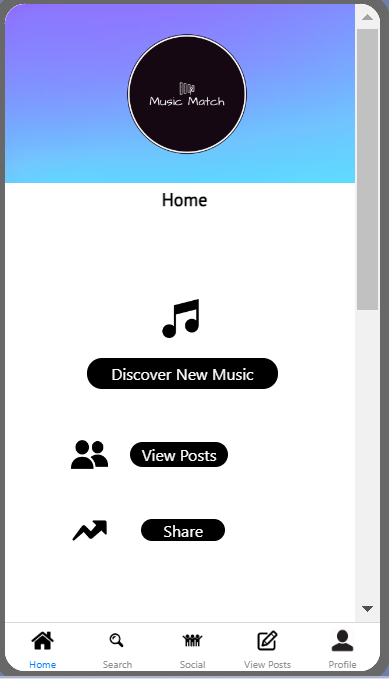 Music Match
Home
Discover New Music
View Posts
Share
Home
Search
Social
View Posts
Profile